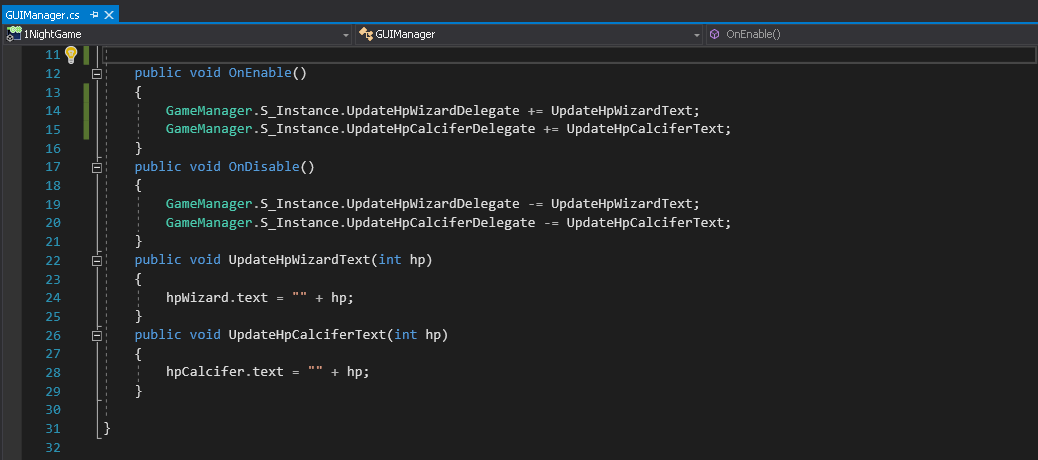 GUIManager.cs
1NightGame GUIManager OnEnable()
11
12 public void OnEnable()
13 {
14 GameManager.S_Instance.UpdateHpWizardDelegate += UpdateHpWizardText;
15 GameManager.S_Instance.UpdateHpCalciferDelegate += UpdateHpCalciferText;
16 }
17 public void OnDisable()
18 {
19 GameManager.S_Instance.UpdateHpWizardDelegate -= UpdateHpWizardText;
20 GameManager.S_Instance.UpdateHpCalciferDelegate -= UpdateHpCalciferText;
21 }
22 public void UpdateHpWizardText(int hp)
23 {
24 hpWizard.text = "" + hp;
25 }
26 public void UpdateHpCalciferText(int hp)
27 {
28 hpCalcifer.text = "" + hp;
29 }
30
31 }
32